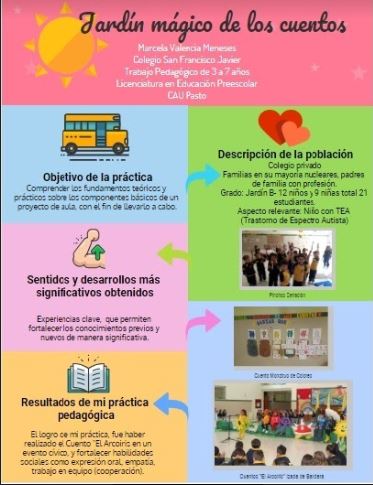 Jardín mágico de los cuentos
Marcela Valencia Meneses
Colegio San Francisco Javier
Trabajo Pedagógico de 3 a 7 años
Licenciatura en Educación Preescolar
CAU Pasto
Objetivo de la práctica
Comprender los fundamentos teóricos y
prácticos sobre los componentes básicos de un
proyecto de aula, con el fin de llevarlo a cabo.
Descripción de la población
Colegio privado
Familias en su mayoría nucleares, padres
de familia con profesión.
Grado: Jardín B- 12 niños y 9 niñas total 21
estudiantes.
Aspecto relevante: Niño con TEA
(Trastorno de Espectro Autista)
Sentidos y desarrollos más
significativos obtenidos
Experiencias clave, que permiten
fortalecer los conocimientos previos y
nuevos de manera significativa.
Cuento Monstruo de Colores
Resultados de mi práctica
pedagógica
El logro de mi práctica, fue haber
realizado el Cuento "El Arcoiris" en un
evento cívico, y fortalecer habilidades
sociales como expresión oral, empatía,
trabajo en equipo (cooperación).
Cuentos "El Arcoiris" Izada de Bandera